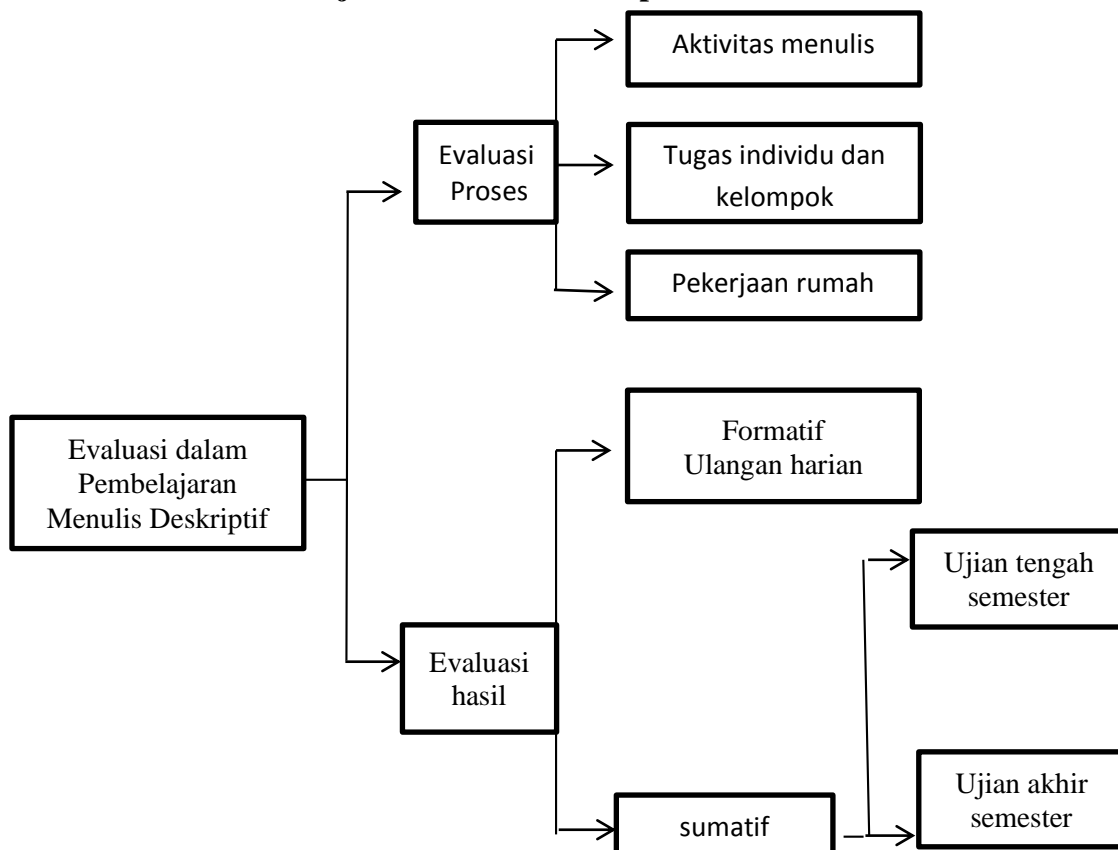 Aktivitas menulis
Evaluasi
Proses
Tugas individu dan
kelompok
Pekerjaan rumah
Evaluasi dalam
Pembelajaran
Menulis Deskriptif
Formatif
Ulangan harian
Ujian tengah
semester
Evaluasi
hasil
sumatif
Ujian akhir
semester